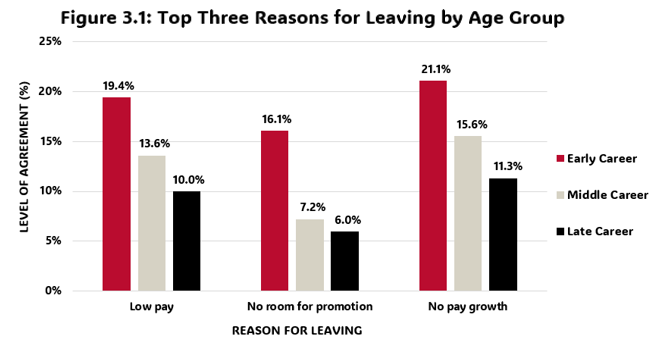 Figure 3.1: Top Three Reasons for Leaving by Age Group
LEVEL OF AGREEMENT (%)
25%
20%
15%
10%
5%
0%
19.4%
13.6%
10.0%
16.1%
7.2%
6.0%
21.1%
15.6%
11.3%
Low pay
No room for promotion
No pay growth
REASON FOR LEAVING
Early Career
Middle Career
Late Career